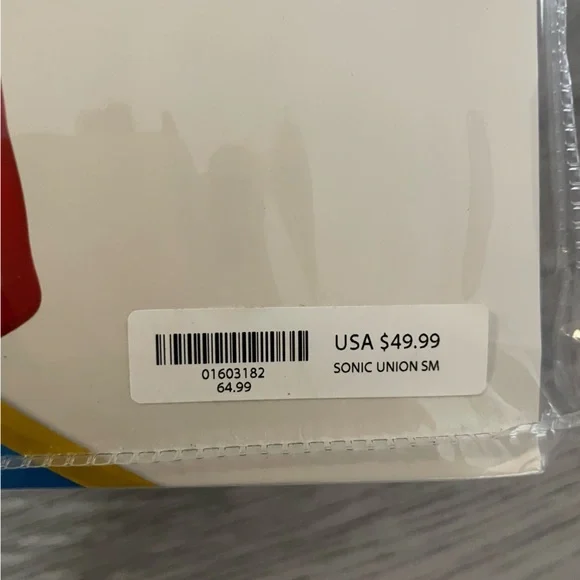 USA $49.99
01603182
SONIC UNION SM
64.99